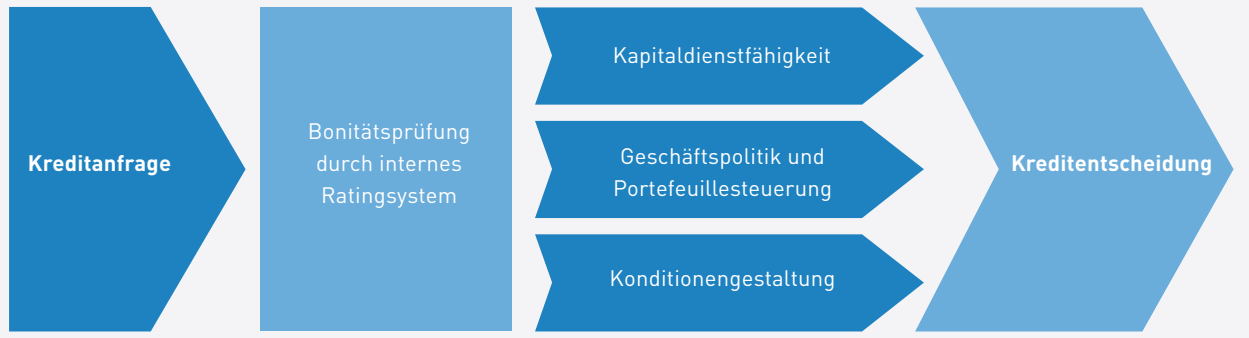 Kreditanfrage
Bonitätsprüfung
durch internes
Ratingsystem
Kapitaldienstfähigkeit
Geschäftspolitik und
Portefeuillesteuerung
Konditionengestaltung
Kreditentscheidung